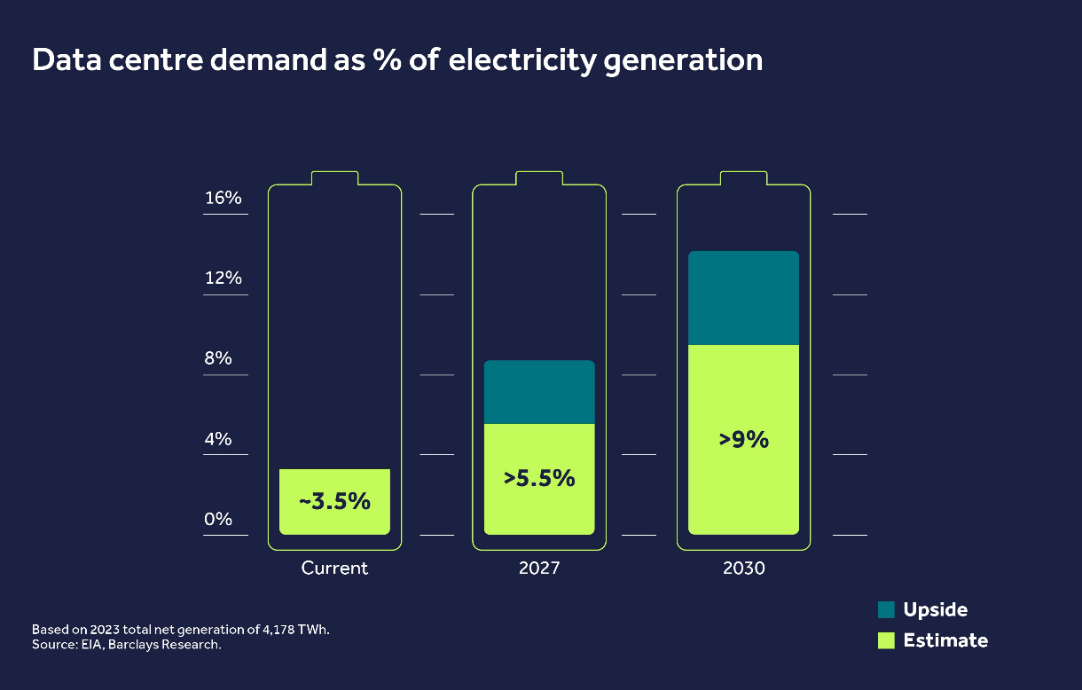 Data centre demand as % of electricity generation
16%
12%
8%
4%
0%
~3.5%
>5.5%
>9%
Current
2027
2030
Upside
Estimate
Based on 2023 total net generation of 4,178 TWh.
Source: EIA, Barclays Research.